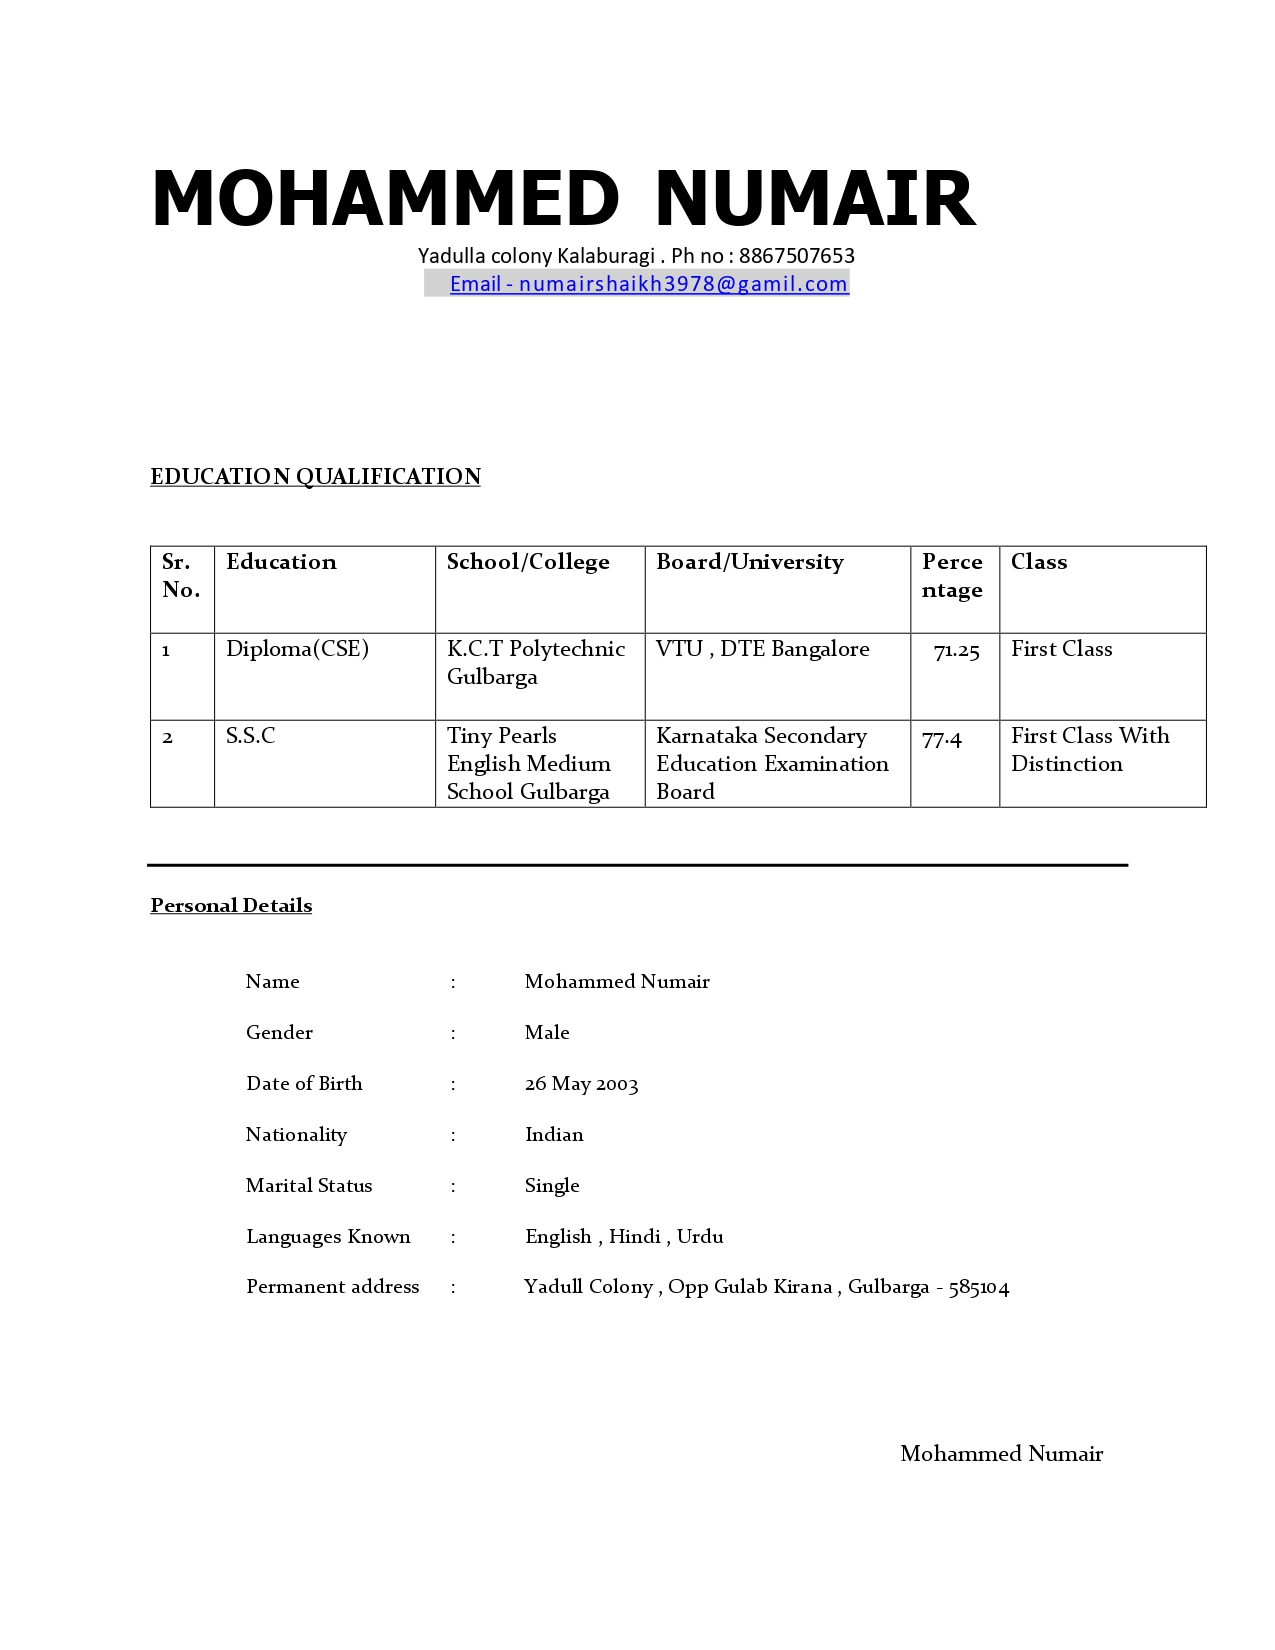 MOHAMMED NUMAIR
Yadulla colony Kalaburagi . Ph no : 8867507653
Email - numairshaikh3978@gamil.com
EDUCATION QUALIFICATION
Sr. No. Education School/College Board/University Perce ntage Class
1 Diploma(CSE) K.C.T Polytechnic Gulbarga VTU , DTE Bangalore 71.25 First Class
2 S.S.C Tiny Pearls English Medium School Gulbarga Karnataka Secondary Education Examination Board 77.4 First Class With Distinction
Personal Details
Name : Mohammed Numair
Gender : Male
Date of Birth : 26 May 2003
Nationality : Indian
Marital Status : Single
Languages Known : English , Hindi , Urdu
Permanent address : Yadull Colony , Opp Gulab Kirana , Gulbarga - 585104
Mohammed Numair